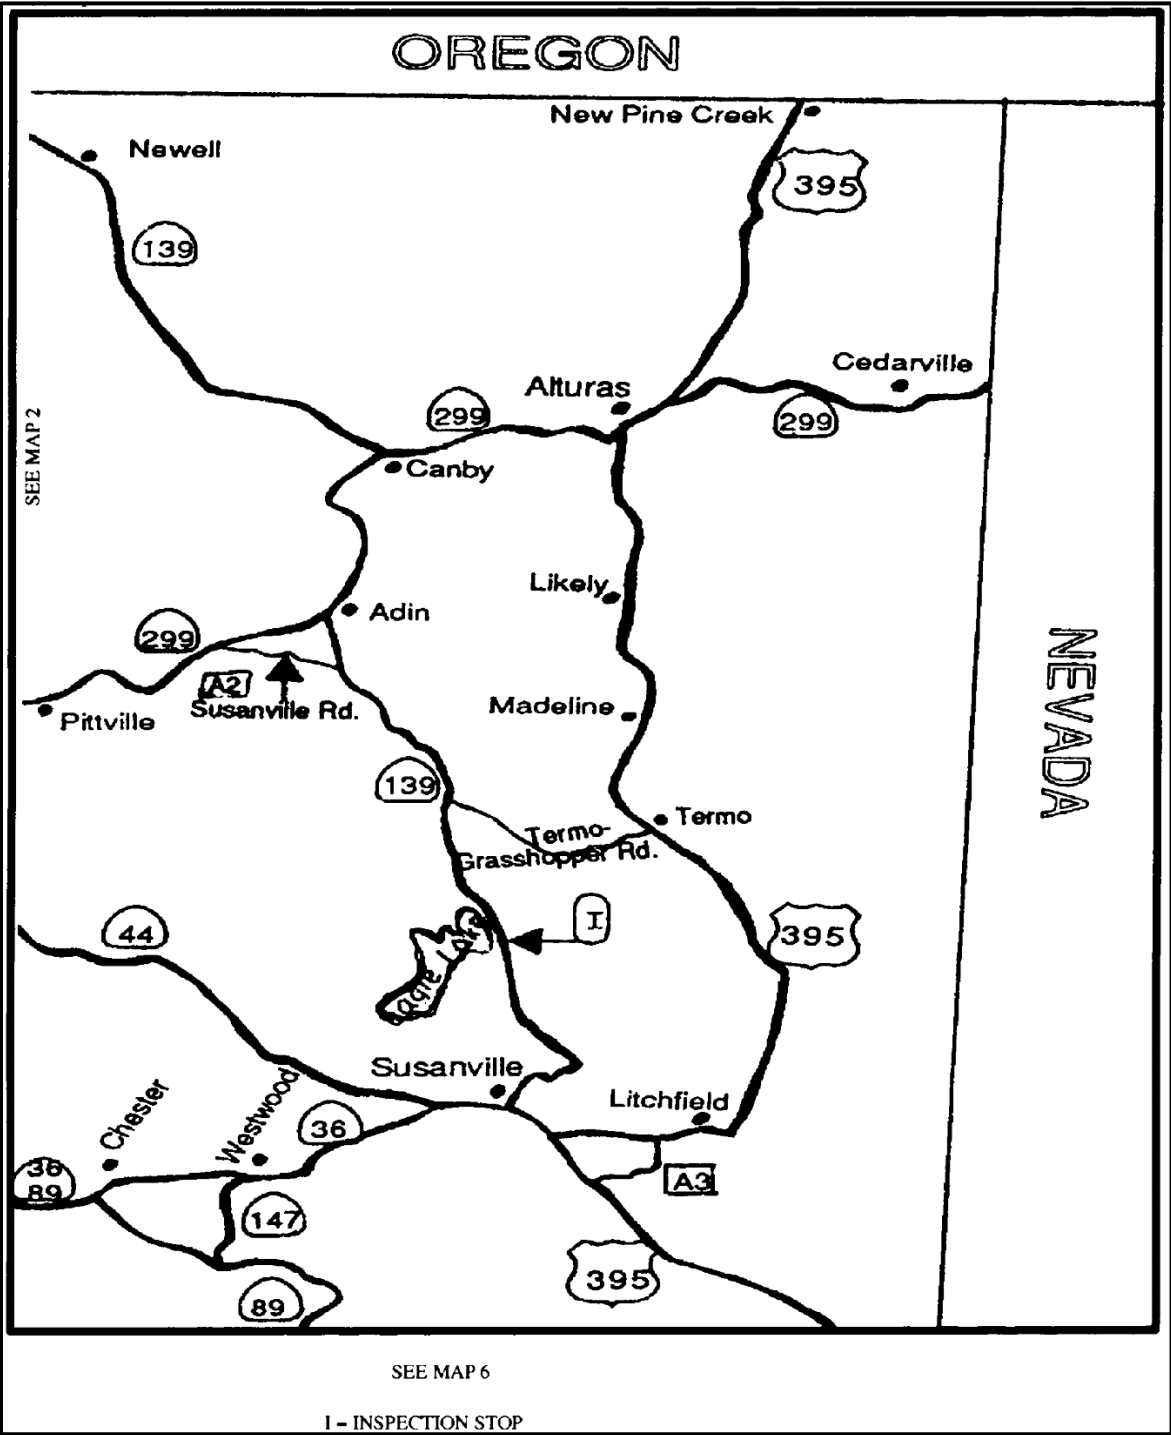 OREGON
New Pine Creek
Newell
395
139
Cedarville
Alturas
299
299
SEE MAP 2
Canby
Likely
Adin
299
NEVADA
A2
Susanville Rd.
Madeline
Pittville
139
Termo
Termo-
Grasshopper Rd.
I
44
395
Eagle Lake
Susanville
Litchfield
Chester
Westwood
36
36
89
A3
147
395
89
SEE MAP 6
I – INSPECTION STOP